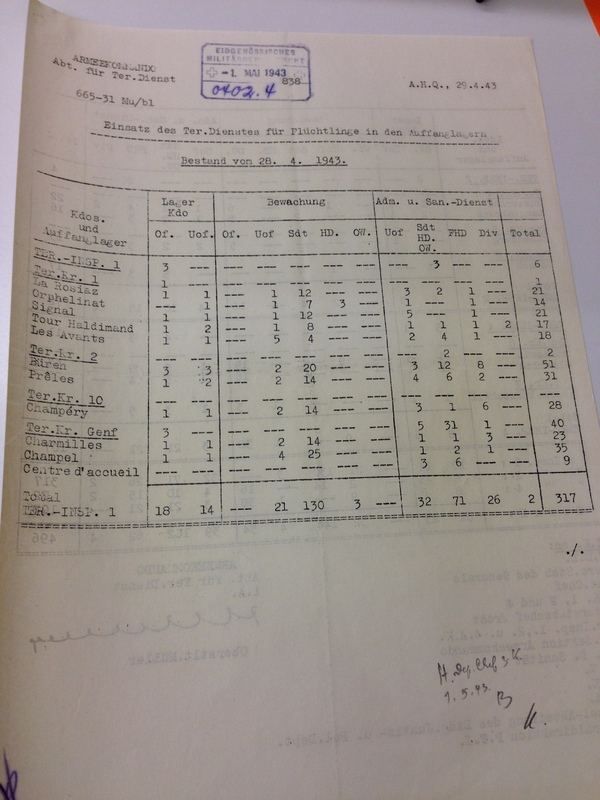 ARMEEKOMMANDO
Abt. für Ter.Dienst
665-31 Mu/bl
EIDGENÖSSISCHES
-1. MAI 1943
838
0402.4
A.H.Q., 29.4.43
Einsatz des Ter.Dienstes für Flüchtlinge in den Auffanglagern
Bestand von 28. 4. 1943.
Kdos. und Auffanglager
Lager Kdo Bewachung Adm. u. San.-Dienst
Of. Uof. Of. Uof Sdt HD. OW. Uof Sdt HD. OW. FHD Div Total
TER.-INSP. 1 3 --- --- --- --- --- --- --- 3 --- --- 6
Ter.Kr. 1 1 --- --- --- --- --- --- --- --- --- --- 1
La Rosiaz 1 1 --- 1 12 --- --- 3 2 1 --- 21
Orphelinat --- 1 --- 1 7 3 --- 1 --- 1 --- 14
Signal 1 1 --- 1 12 --- --- 5 --- 1 --- 21
Tour Haldimand 1 2 --- 1 8 --- --- 1 1 1 2 17
Les Avants 1 1 --- 5 4 --- --- 2 4 1 --- 18
Ter.Kr. 2 --- --- --- --- --- --- --- --- 2 --- --- 2
Büren 3 3 --- 2 20 --- --- 3 12 8 --- 51
Prêles 1 2 --- 2 14 --- --- 4 6 2 --- 31
Ter.Kr. 10 --- --- --- --- --- --- --- --- --- --- --- ---
Champéry 1 1 --- 2 14 --- --- 3 1 6 --- 28
Ter.Kr. Genf 3 --- --- --- --- --- --- 5 31 1 --- 40
Charmilles 1 1 --- 2 14 --- --- 1 1 3 --- 23
Champel 1 1 --- 4 25 --- --- 1 2 1 --- 35
Centre d'accueil --- --- --- --- --- --- --- 3 6 --- --- 9
Total
TER.-INSP. 1 18 14 --- 21 130 3 --- 32 71 26 2 317
./.
1.5.43.